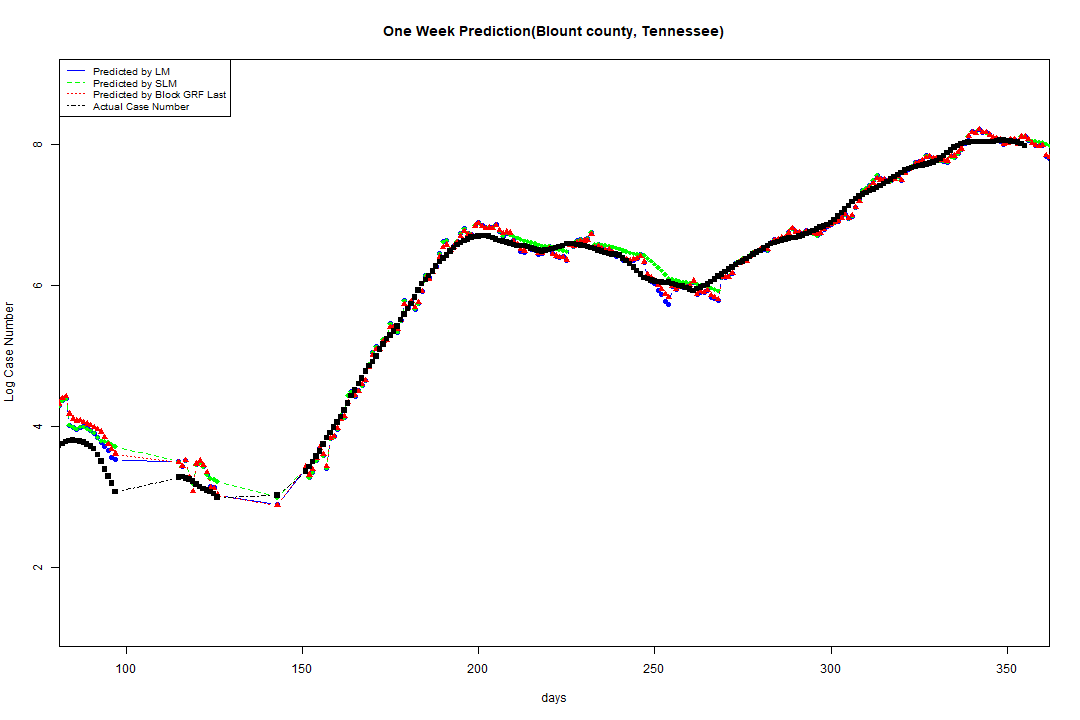 One Week Prediction(Blount county, Tennessee)
Predicted by LM
Predicted by SLM
Predicted by Block GRF Last
Actual Case Number
8
6
4
2
Log Case Number
100 150 200 250 300 350
days